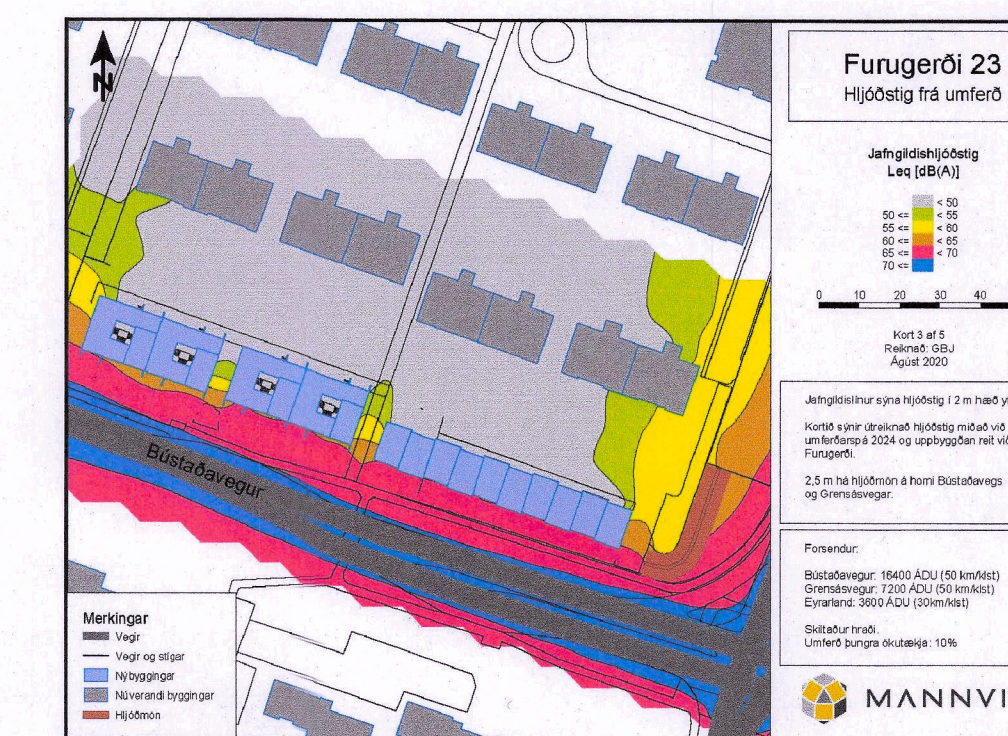 N
Furugerði 23
Hljóðstig frá umferð
Jafngildishljóðstig
Leq [dB(A)]
< 50
50 <= < 55
55 <= < 60
60 <= < 65
65 <= < 70
70 <=
0 10 20 30 40
Kort 3 af 5
Reiknað: GBJ
Ágúst 2020
Jafngildislínur sýna hljóðstig í 2 m hæð
Kortið sýnir útreiknað hljóðstig miðað við
umferðarspá 2024 og uppbyggðan reit
Furugerði.
2,5 m há hljóðmön á horni Bústaðavegs
og Grensásvegar.
Forsendur:
Bústaðavegur: 16400 ÁDU (50 km/klst)
Grensásvegur: 7200 ÁDU (50 km/klst)
Eyrarland: 3600 ÁDU (30km/klst)
Skiltaður hraði.
Umferð þungra ökutækja: 10%
MANNVI
Bústaðavegur
Merkingar
Vegir
Vegir og stígar
Nýbyggingar
Núverandi byggingar
Hljóðmön